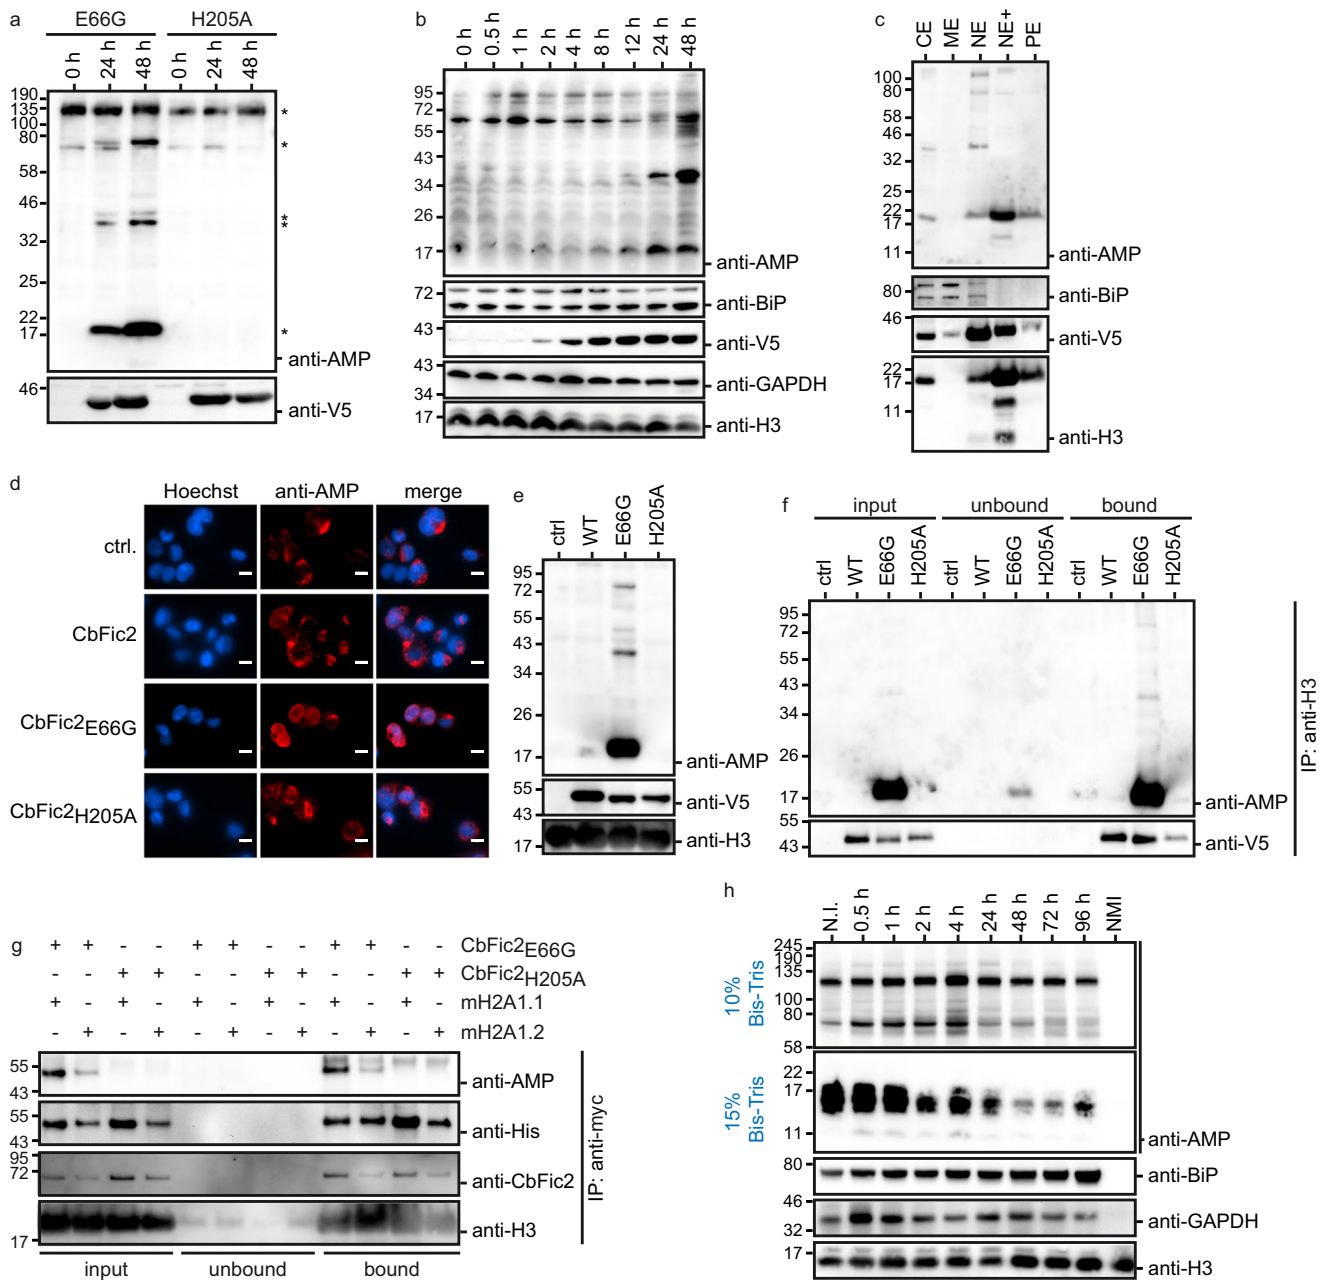 a
E66G H205A
0 h 24 h 48 h 0 h 24 h 48 h
190
135
100
80
58
46
32
25
22
17
*
*
*
*
*
anti-AMP
46
anti-V5
b
0 h 0.5 h 1 h 2 h 4 h 8 h 12 h 24 h 48 h
95
72
55
43
34
26
17
anti-AMP
72
anti-BiP
43
anti-V5
43
34
anti-GAPDH
17
anti-H3
c
CE ME NE NE+ PE
100
80
58
46
32
25
22
17
11
anti-AMP
80
anti-BiP
46
anti-V5
22
17
11
anti-H3
d
Hoechst anti-AMP merge
ctrl.
CbFic2
CbFic2E66G
CbFic2H205A
e
ctrl WT E66G H205A
95
72
55
43
34
26
17
anti-AMP
55
43
anti-V5
17
anti-H3
f
input unbound bound
ctrl WT E66G H205A ctrl WT E66G H205A ctrl WT E66G H205A
95
72
55
43
34
26
17
anti-AMP
55
43
anti-V5
IP: anti-H3
g
+ + - - + + - - + + - - CbFic2E66G
- - + + - - + + - - + + CbFic2H205A
+ - + - + - + - + - + - mH2A1.1
- + - + - + - + - + - + mH2A1.2
55
43
anti-AMP
55
43
anti-His
95
72
anti-CbFic2
17
anti-H3
IP: anti-myc
input unbound bound
h
N.I. 0.5 h 1 h 2 h 4 h 24 h 48 h 72 h 96 h NMI
10%
Bis-Tris
245
190
135
100
80
58
15%
Bis-Tris
22
17
11
anti-AMP
80
anti-BiP
46
32
anti-GAPDH
17
anti-H3